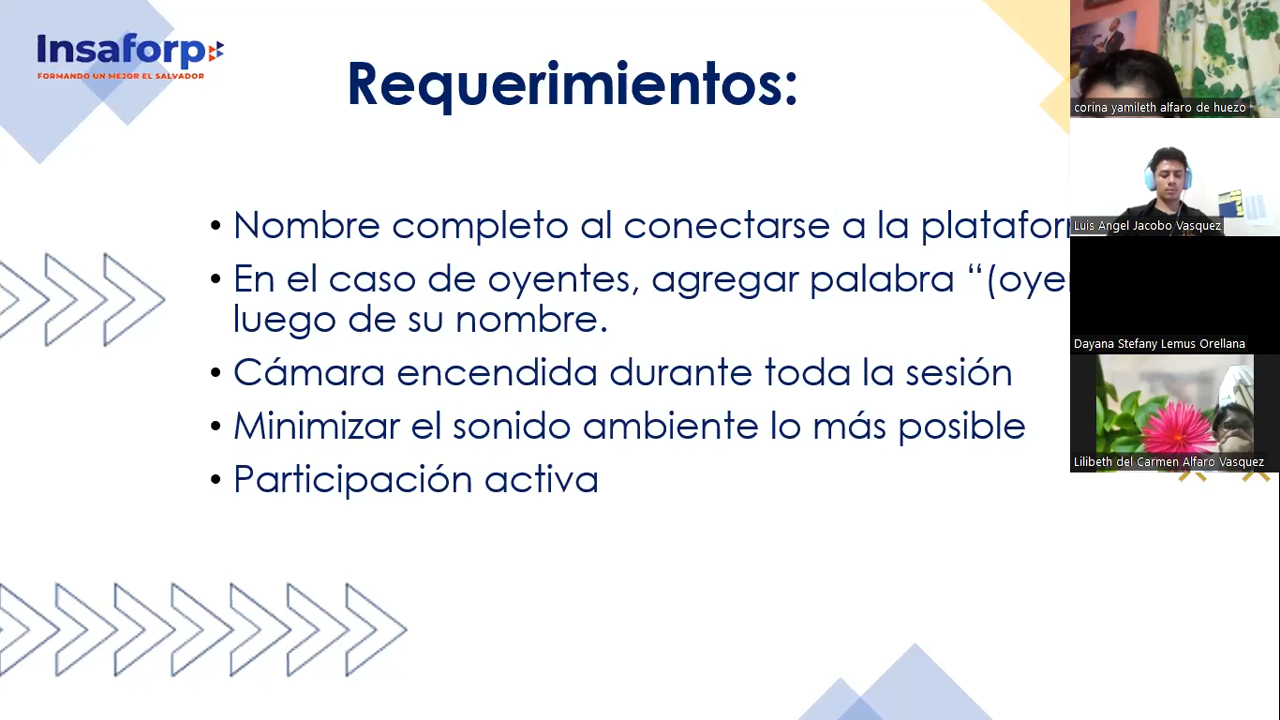 Insaforp
FORMANDO UN MEJOR EL SALVADOR
Requerimientos:
• Nombre completo al conectarse a la platafor
• En el caso de oyentes, agregar palabra “(oye
luego de su nombre.
• Cámara encendida durante toda la sesión
• Minimizar el sonido ambiente lo más posible
• Participación activa
corina yamileth alfaro de huezo
Luis Angel Jacobo Vasquez
Dayana Stefany Lemus Orellana
Lilibeth del Carmen Alfaro Vasquez